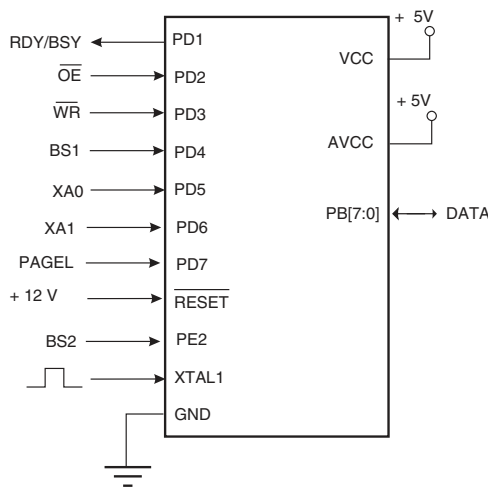 RDY/BSY PD1
OE PD2
WR PD3
BS1 PD4
XA0 PD5
XA1 PD6
PAGEL PD7
+ 12 V RESET
BS2 PE2
XTAL1
GND
+ 5V
VCC
+ 5V
AVCC
PB[7:0] DATA